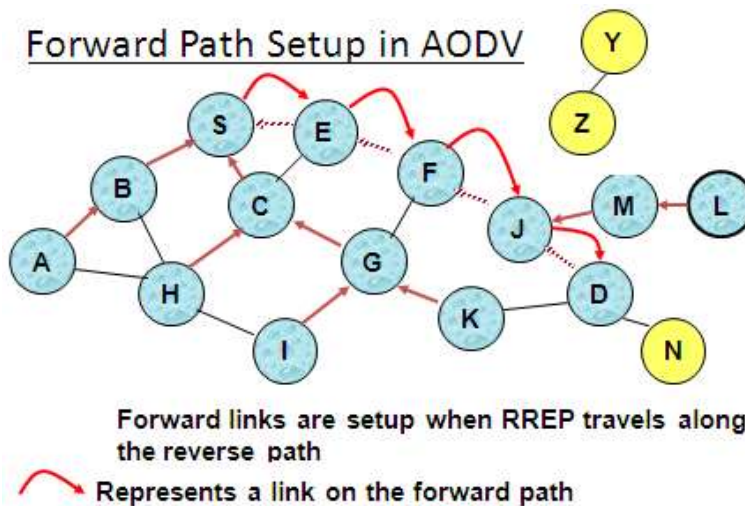 Forward Path Setup in AODV
Y
Z
S
E
F
B
C
J
M
L
A
H
G
D
K
I
N
Forward links are setup when RREP travels along
the reverse path
Represents a link on the forward path